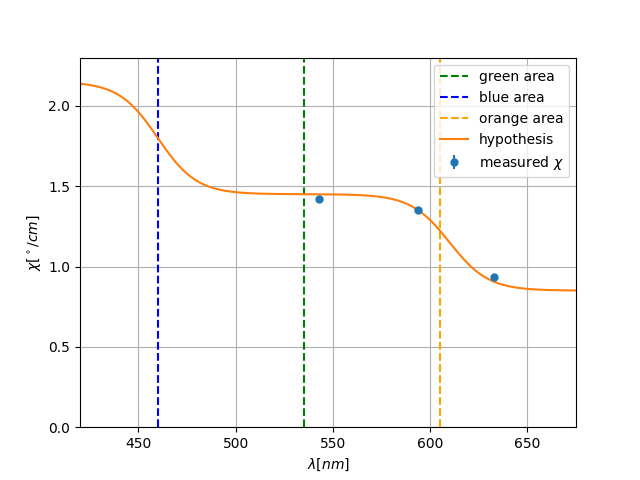 2.0
1.5
1.0
0.5
0.0
χ[°/cm]
450
500
550
600
650
λ[nm]
green area
blue area
orange area
hypothesis
measured χ